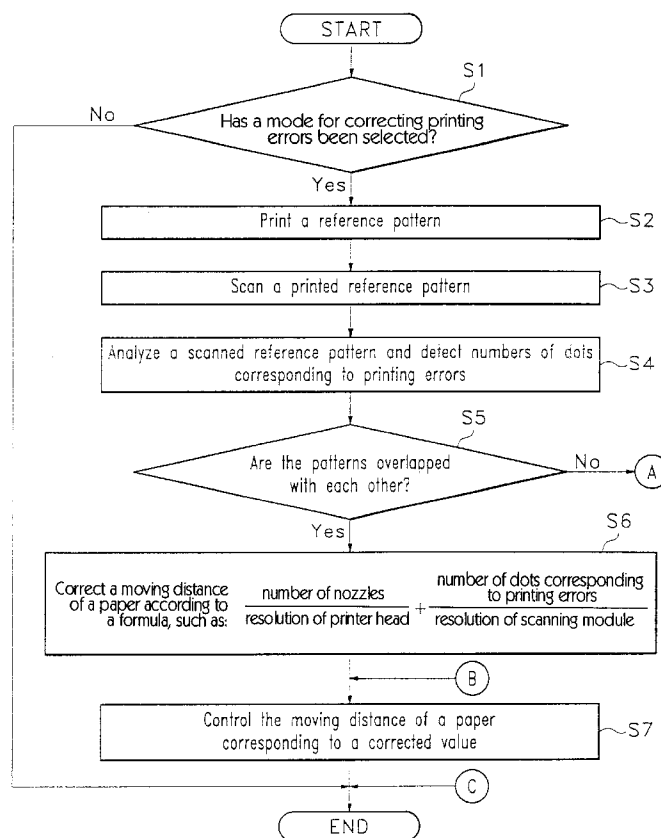 START
S1
No
Has a mode for correcting printing
errors been selected?
Yes
Print a reference pattern
S2
Scan a printed reference pattern
S3
Analyze a scanned reference pattern and detect numbers of dots
corresponding to printing errors
S4
S5
Are the patterns overlapped
with each other?
No
A
Yes
S6
Correct a moving distance
of a paper according to
a formula, such as:
number of nozzles
resolution of printer head
+
number of dots corresponding
to printing errors
resolution of scanning module
B
Control the moving distance of a paper
corresponding to a corrected value
S7
C
END